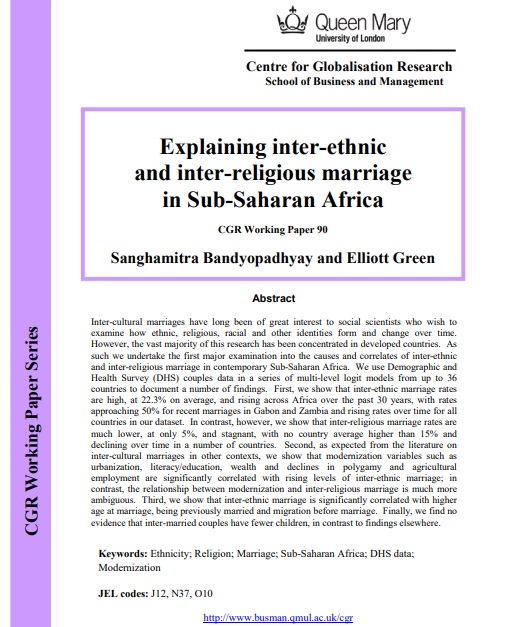 Queen Mary
University of London
Centre for Globalisation Research
School of Business and Management
Explaining inter-ethnic
and inter-religious marriage
in Sub-Saharan Africa
CGR Working Paper 90
Sanghamitra Bandyopadhyay and Elliott Green
Abstract
Inter-cultural marriages have long been of great interest to social scientists who wish to
examine how ethnic, religious, racial and other identities form and change over time.
However, the vast majority of this research has been concentrated in developed countries. As
such we undertake the first major examination into the causes and correlates of inter-ethnic
and inter-religious marriage in contemporary Sub-Saharan Africa. We use Demographic and
Health Survey (DHS) couples data in a series of multi-level logit models from up to 36
countries to document a number of findings. First, we show that inter-ethnic marriage rates
are high, at 22.3% on average, and rising across Africa over the past 30 years, with rates
approaching 50% for recent marriages in Gabon and Zambia and rising rates over time for all
countries in our dataset. In contrast, however, we show that inter-religious marriage rates are
much lower, at only 5%, and stagnant, with no country average higher than 15% and
declining over time in a number of countries. Second, as expected from the literature on
inter-cultural marriages in other contexts, we show that modernization variables such as
urbanization, literacy/education, wealth and declines in polygamy and agricultural
employment are significantly correlated with rising levels of inter-ethnic marriage; in
contrast, the relationship between modernization and inter-religious marriage is much more
ambiguous. Third, we show that inter-ethnic marriage is significantly correlated with higher
age at marriage, being previously married and migration before marriage. Finally, we find no
evidence that inter-married couples have fewer children, in contrast to findings elsewhere.
Keywords: Ethnicity; Religion; Marriage; Sub-Saharan Africa; DHS data;
Modernization
JEL codes: J12, N37, O10
http://www.busman.qmul.ac.uk/cgr
CGR Working Paper Series